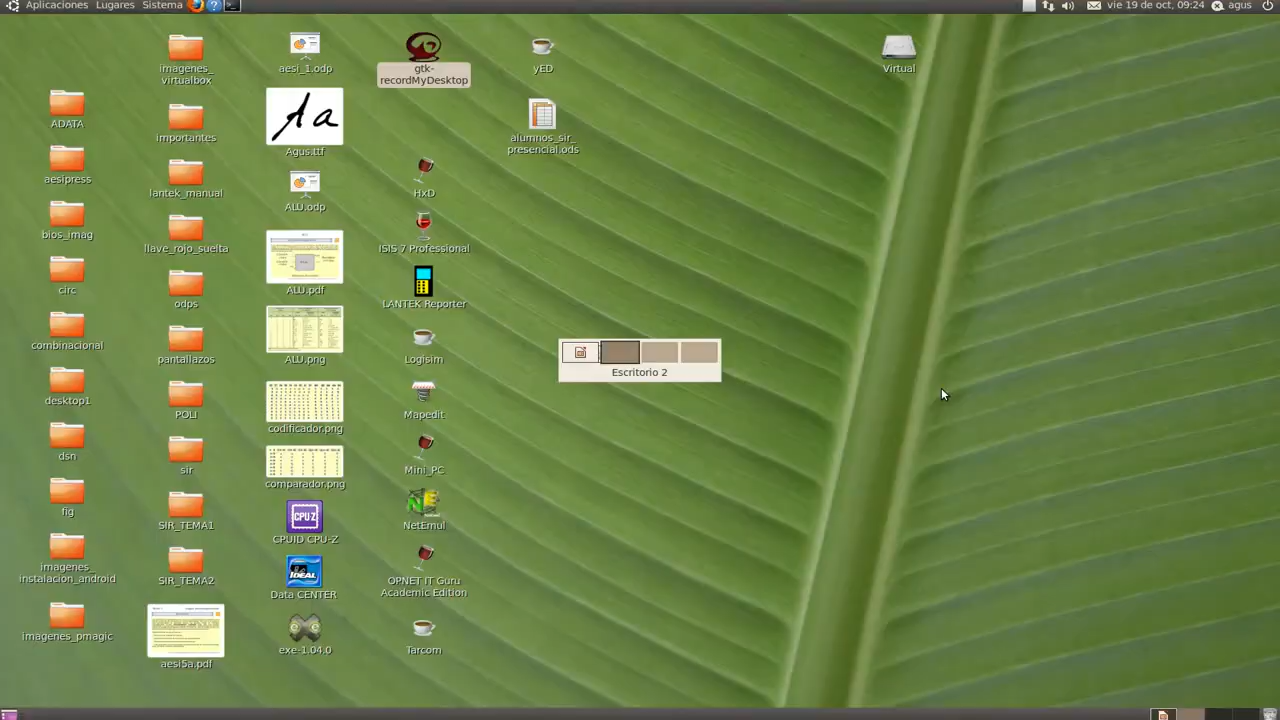 Aplicaciones Lugares Sistema
vie 19 de oct, 09:24
agus
ADATA
aesipress
bios_imag
circ
combinacional
desktop1
dsn
fig
imagenes_
instalacion_android
imagenes_pmagic
imagenes_
virtualbox
importantes
lantek_manual
llave_rojo_suelta
odps
pantallazos
POLI
sir
SIR_TEMA1
SIR_TEMA2
aesi5a.pdf
aesi_1.odp
Aa
Agus.ttf
ALU.odp
ALU.pdf
ALU.png
codificador.png
comparador.png
CPU-Z
CPUID CPU-Z
IDEAL
Data CENTER
exe-1.04.0
gtk-
recordMyDesktop
HxD
ISIS 7 Professional
LANTEK Reporter
Logisim
Mapedit
Mini_PC
NE
NetEmul
OPNET IT Guru
Academic Edition
Tarcom
yED
alumnos_sir_
presencial.ods
Escritorio 2
Virtual